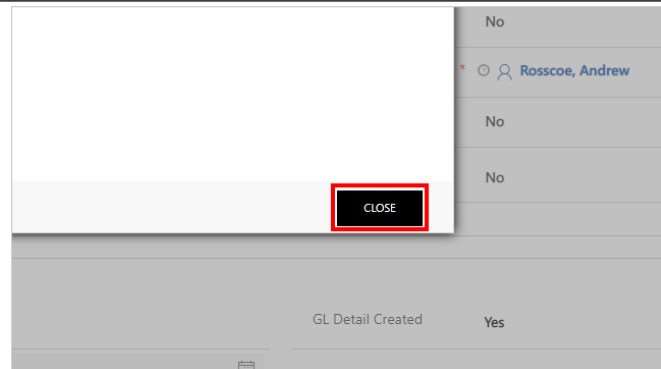 No
* Rosscoe, Andrew
No
No
CLOSE
GL Detail Created Yes